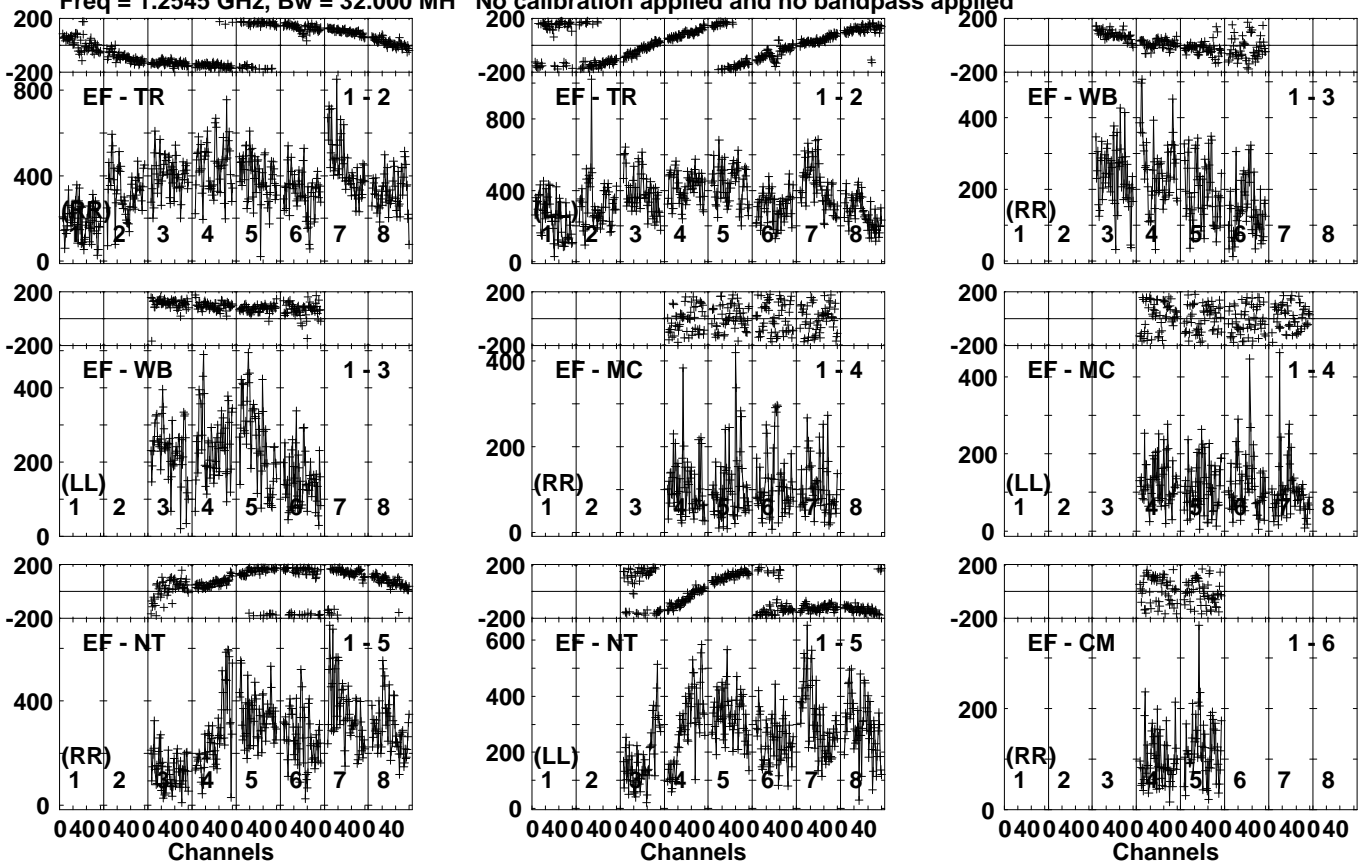 Freq = 1.2545 GHz, Bw = 32.000 MH   No calibration applied and no bandpass applied
200 200 200
-200 -200 -200
800 EF - TR 1 - 2
800 EF - TR 1 - 2
400 EF - WB 1 - 3
400 400 200
(RR) (LL) (RR)
1 2 3 4 5 6 7 8
1 2 3 4 5 6 7 8
1 2 3 4 5 6 7 8
0 0 0
200 200 200
-200 -200 -200
EF - WB 1 - 3
EF - MC 1 - 4
EF - MC 1 - 4
400 400 400
200 200 200
(LL) (RR) (LL)
1 2 3 4 5 6 7 8
1 2 3 4 5 6 7 8
1 2 3 4 5 6 7 8
0 0 0
200 200 200
-200 -200 -200
EF - NT 1 - 5
600 EF - NT 1 - 5
EF - CM 1 - 6
400 400 200
200
(RR) (LL) (RR)
1 2 3 4 5 6 7 8
1 2 3 4 5 6 7 8
1 2 3 4 5 6 7 8
0 0 0
0 40 0 40 0 40 0 40 0 40 0 40 0 40 0 40
0 40 0 40 0 40 0 40 0 40 0 40 0 40 0 40
0 40 0 40 0 40 0 40 0 40 0 40 0 40 0 40
Channels Channels Channels